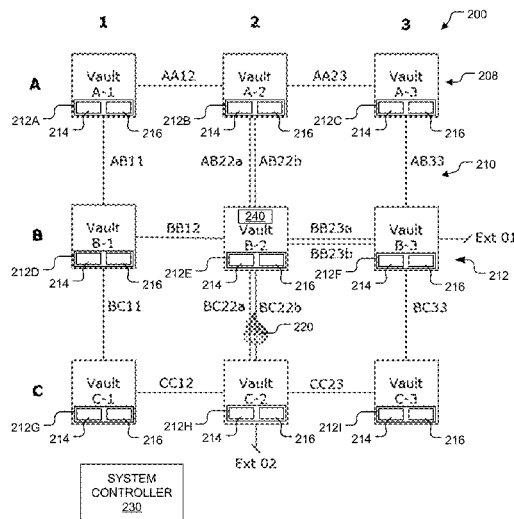 1 2 3
200
A
Vault A-1
AA12
Vault A-2
AA23
Vault A-3
208
212A
214
216
212B
214
216
212C
214
216
AB11
AB22a
AB22b
AB33
210
B
Vault B-1
BB12
240
Vault B-2
BB23a
BB23b
Vault B-3
Ext 01
212
212D
214
216
212E
214
216
212F
214
216
BC11
BC22a
BC22b
220
BC33
C
Vault C-1
CC12
Vault C-2
CC23
Vault C-3
212G
214
216
212H
214
216
212I
214
216
Ext 02
SYSTEM
CONTROLLER
230